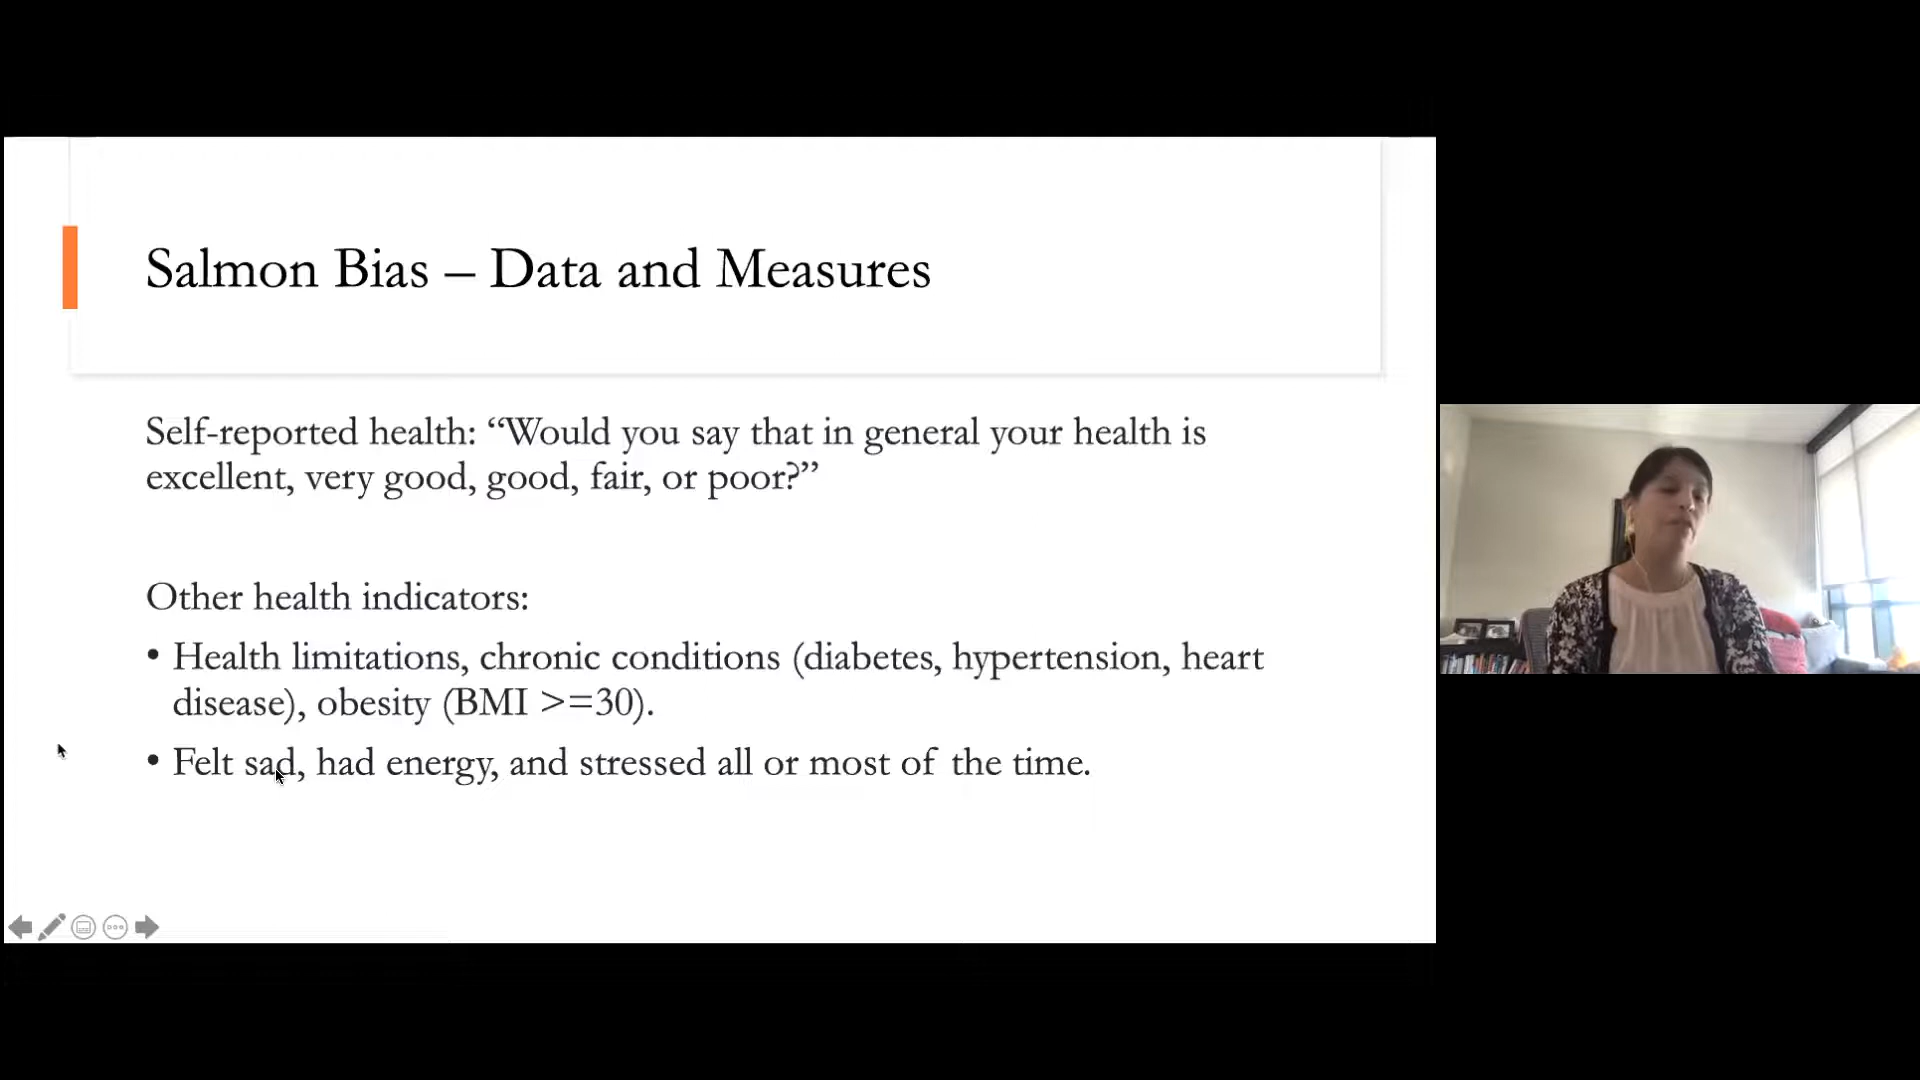 Salmon Bias – Data and Measures
Self-reported health: “Would you say that in general your health is
excellent, very good, good, fair, or poor?”
Other health indicators:
• Health limitations, chronic conditions (diabetes, hypertension, heart
disease), obesity (BMI >=30).
• Felt sad, had energy, and stressed all or most of the time.